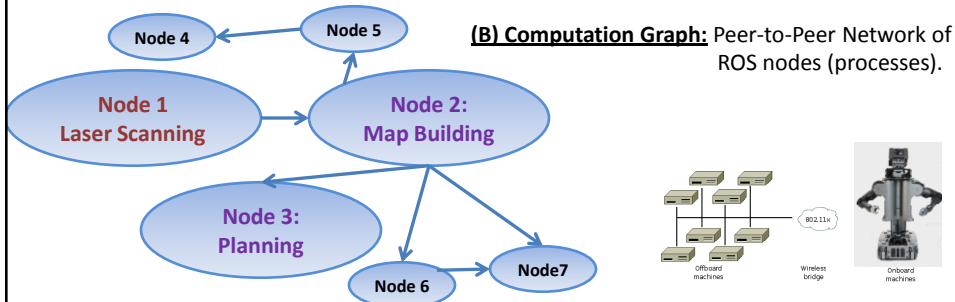 Node 4
Node 5
(B) Computation Graph: Peer-to-Peer Network of
ROS nodes (processes).
Node 1
Laser Scanning
Node 2:
Map Building
Node 3:
Planning
Node 6
Node7
802.11x
Offboard
machines
Wireless
bridge
Onboard
machines